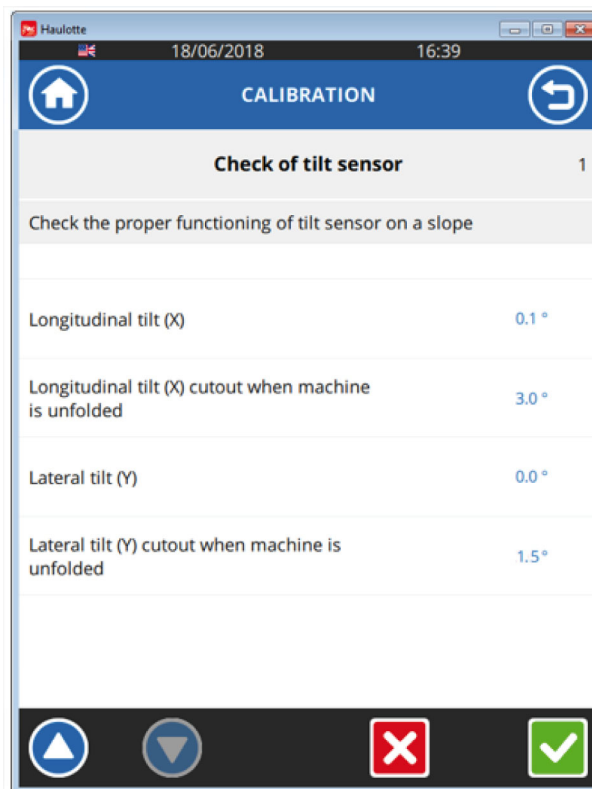 Haulotte
18/06/2018 16:39
CALIBRATION
Check of tilt sensor 1
Check the proper functioning of tilt sensor on a slope
Longitudinal tilt (X) 0.1 °
Longitudinal tilt (X) cutout when machine
is unfolded 3.0 °
Lateral tilt (Y) 0.0 °
Lateral tilt (Y) cutout when machine is
unfolded 1.5 °